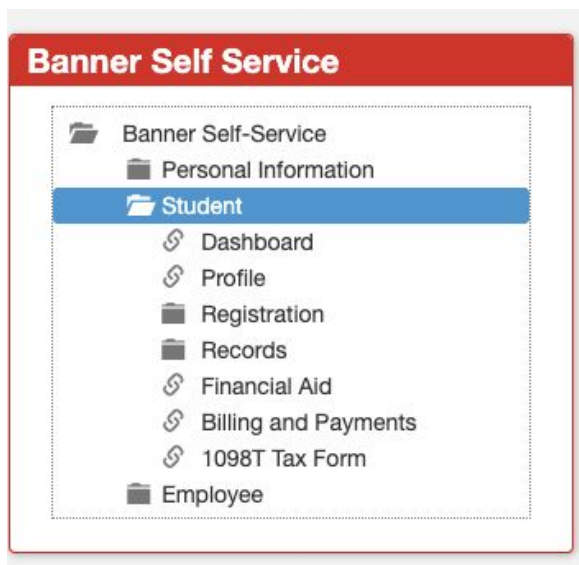 Banner Self Service
Banner Self-Service
Personal Information
Student
Dashboard
Profile
Registration
Records
Financial Aid
Billing and Payments
1098T Tax Form
Employee